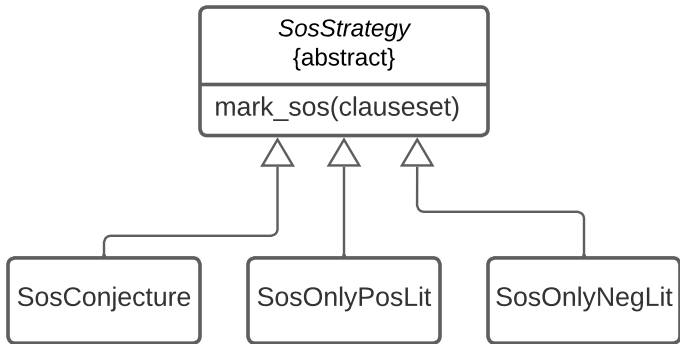 SosStrategy
{abstract}
mark_sos(clauseset)
SosConjecture
SosOnlyPosLit
SosOnlyNegLit